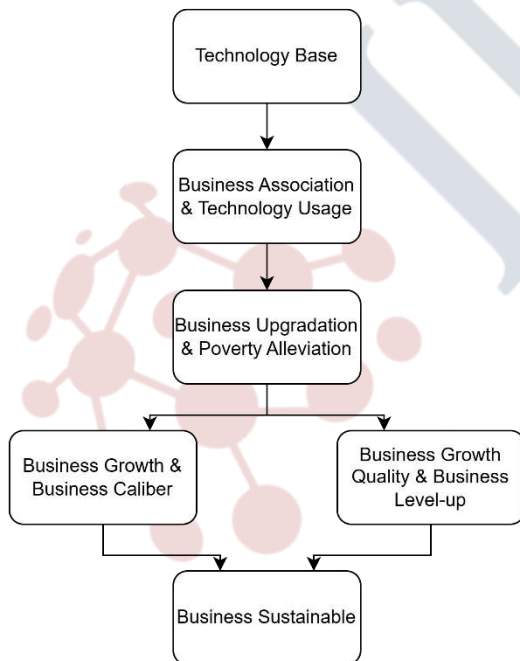 Technology Base
Business Association
& Technology Usage
Business Upgradation
& Poverty Alleviation
Business Growth &
Business Caliber
Business Growth
Quality & Business
Level-up
Business Sustainable